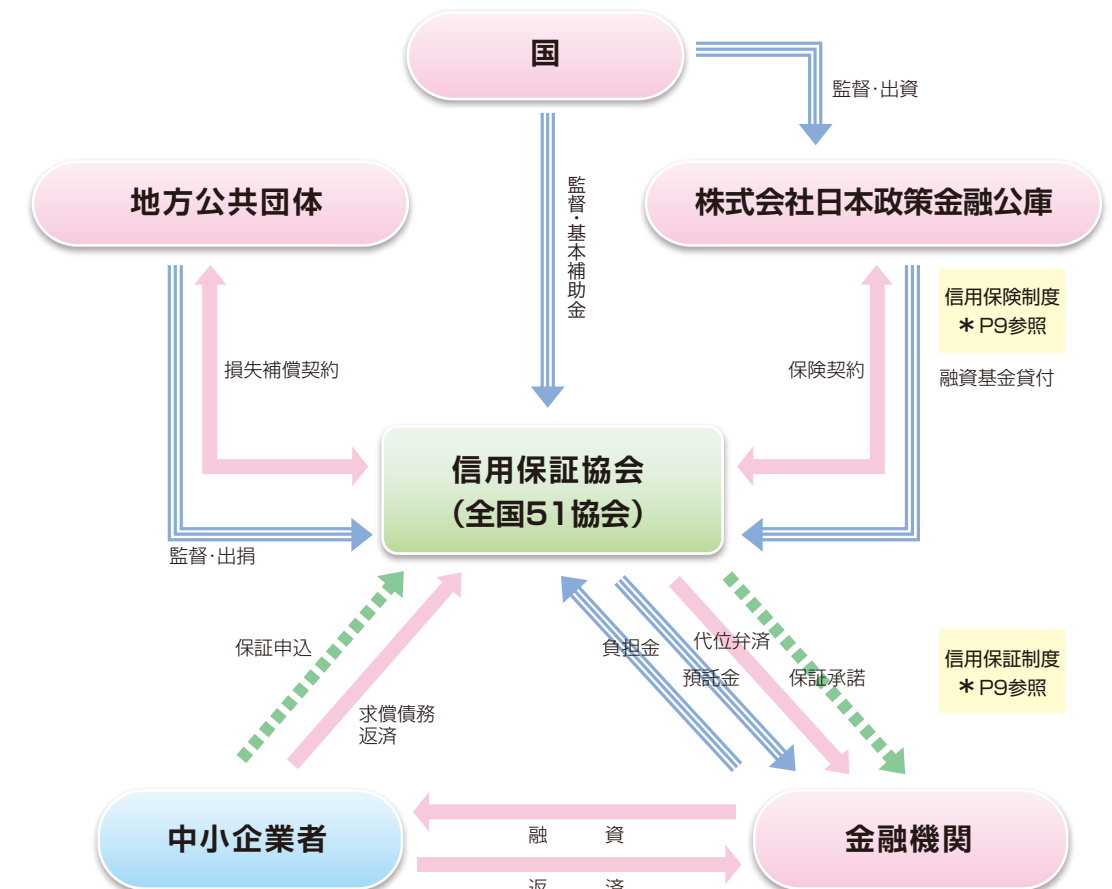 国
監督・出資
地方公共団体
株式会社日本政策金融公庫
監督・基本補助金
信用保険制度
＊P9参照
損失補償契約
保険契約
融資基金貸付
信用保証協会
（全国51協会）
監督・出捐
保証申込
負担金
代位弁済
預託金
保証承諾
信用保証制度
＊P9参照
求償債務
返済
中小企業者
融　資
金融機関
返　済